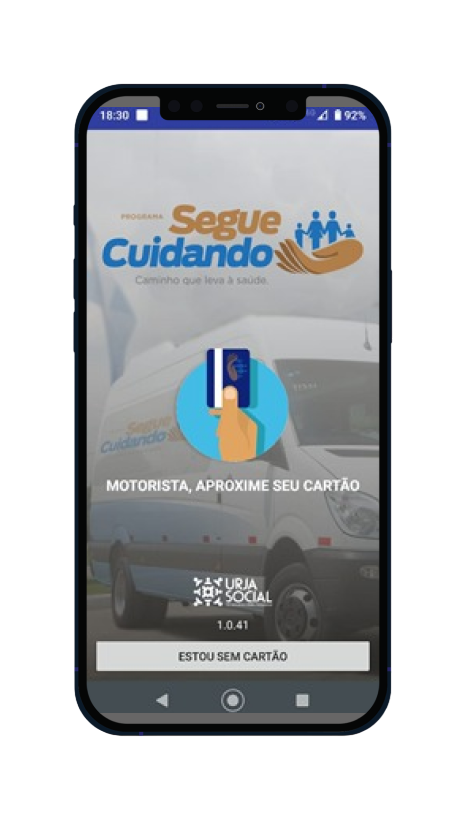 18:30
92%
PROGRAMA
Segue
Cuidando
Caminho que leva à saúde.
Segue
Cuidando
MOTORISTA, APROXIME SEU CARTÃO
URJA
SOCIAL
1.0.41
ESTOU SEM CARTÃO